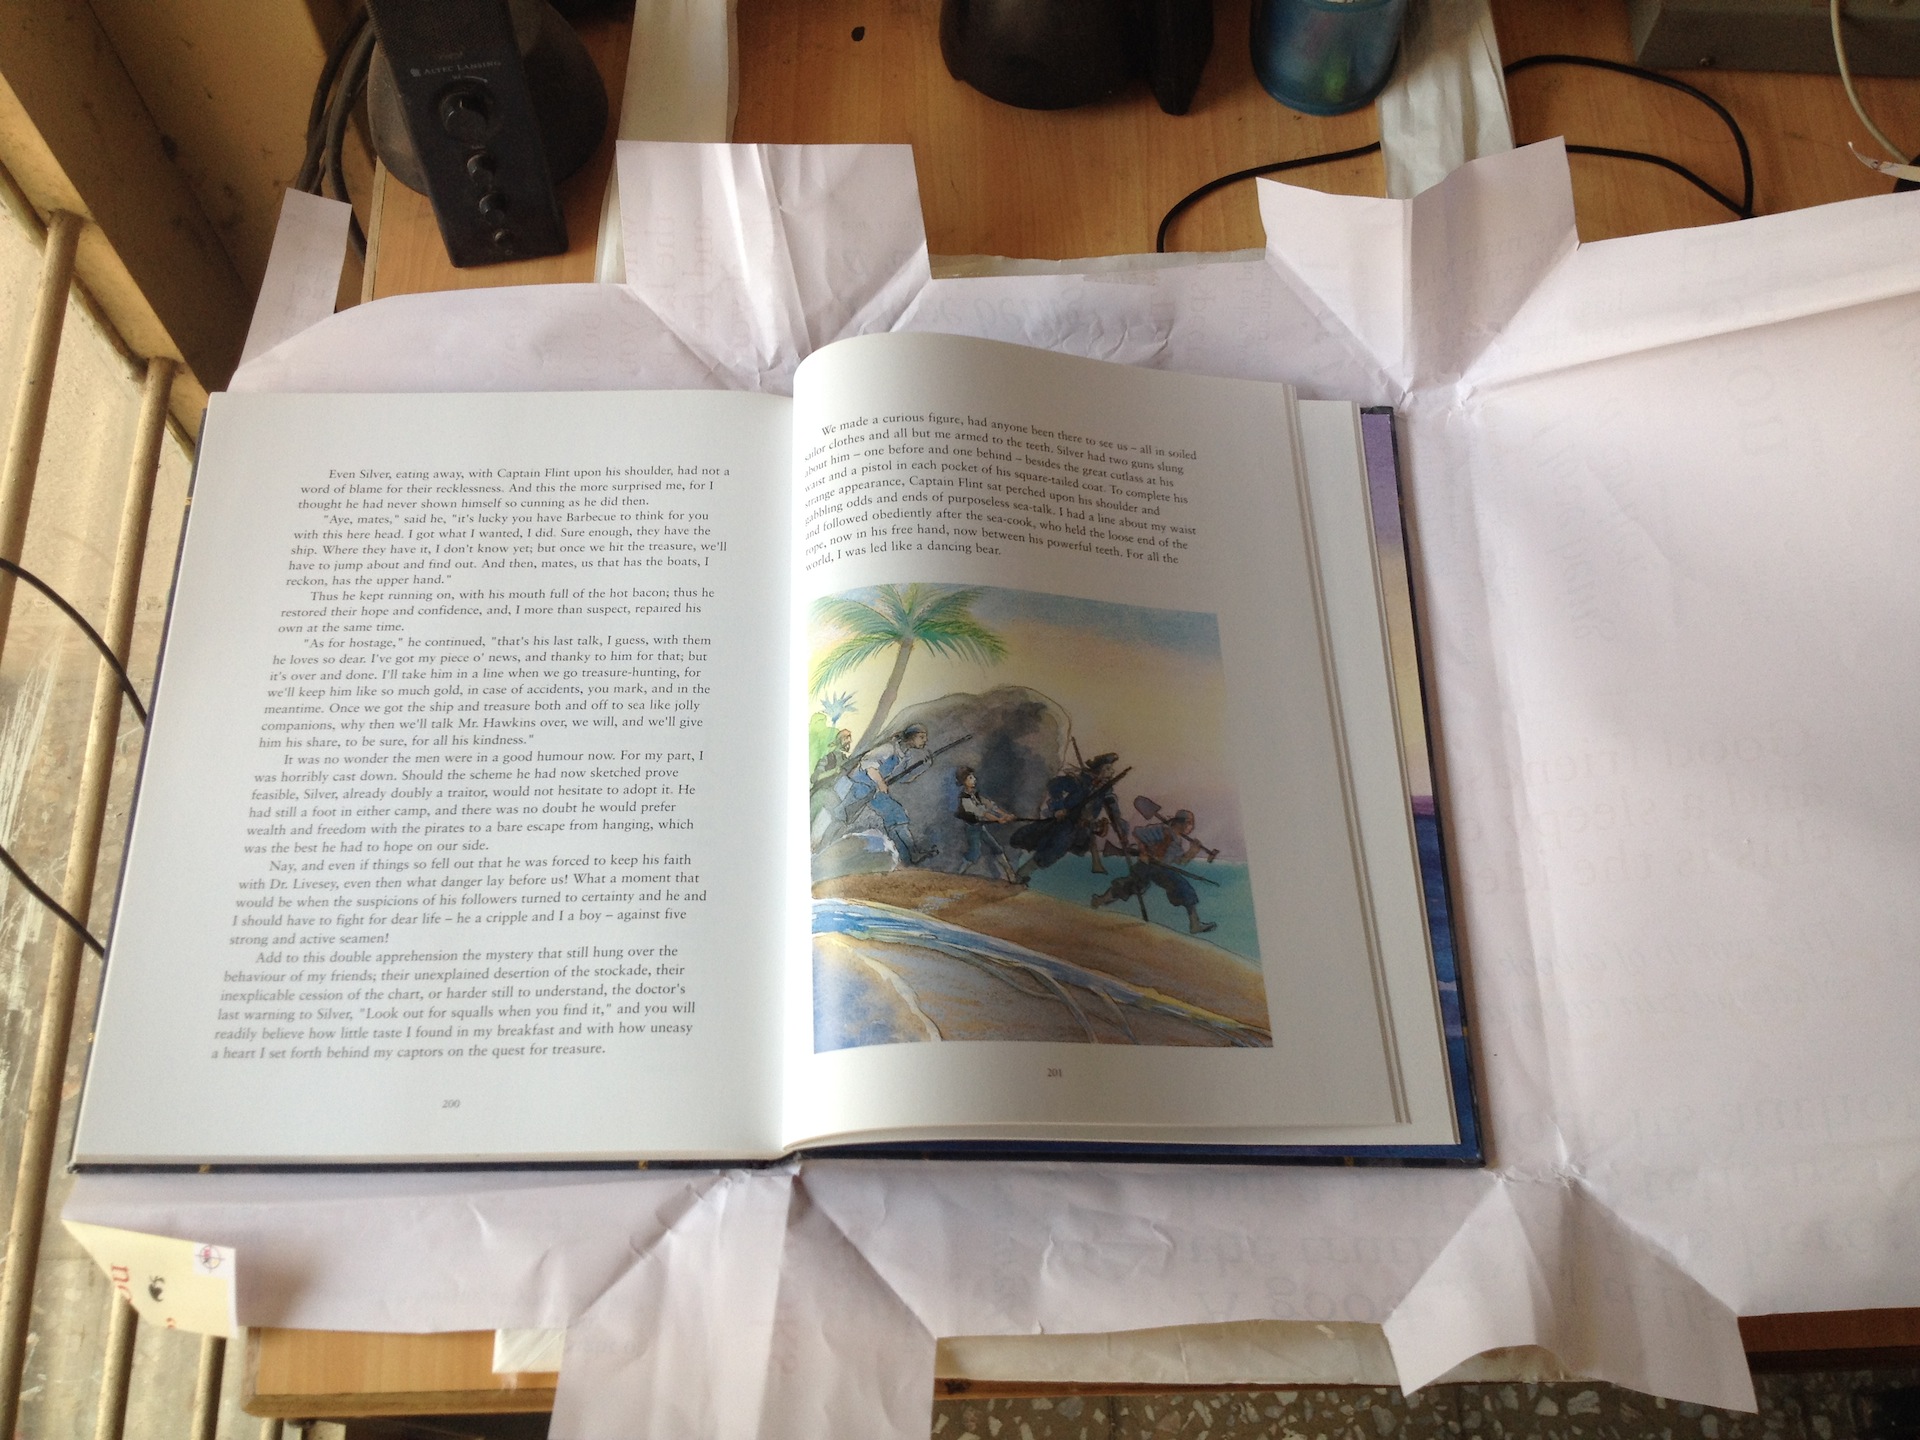 ALTEC LANSING
Even Silver, eating away, with Captain Flint upon his shoulder, had not a
word of blame for their recklessness. And this the more surprised me, for I
thought he had never shown himself so cunning as he did then.
"Aye, mates," said he, "it's lucky you have Barbecue to think for you
with this here head. I got what I wanted, I did. Sure enough, they have the
ship. Where they have it, I don't know yet; but once we hit the treasure, we'll
have to jump about and find out. And then, mates, us that has the boats, I
reckon, has the upper hand."
Thus he kept running on, with his mouth full of the hot bacon; thus he
restored their hope and confidence, and, I more than suspect, repaired his
own at the same time.
"As for hostage," he continued, "that's his last talk, I guess, with them
he loves so dear. I've got my piece o' news, and thanky to him for that; but
it's over and done. I'll take him in a line when we go treasure-hunting, for
we'll keep him like so much gold, in case of accidents, you mark, and in the
meantime. Once we got the ship and treasure both and off to sea like jolly
companions, why then we'll talk Mr. Hawkins over, we will, and we'll give
him his share, to be sure, for all his kindness."
It was no wonder the men were in a good humour now. For my part, I
was horribly cast down. Should the scheme he had now sketched prove
feasible, Silver, already doubly a traitor, would not hesitate to adopt it. He
had still a foot in either camp, and there was no doubt he would prefer
wealth and freedom with the pirates to a bare escape from hanging, which
was the best he had to hope on our side.
Nay, and even if things so fell out that he was forced to keep his faith
with Dr. Livesey, even then what danger lay before us! What a moment that
would be when the suspicions of his followers turned to certainty and he and
I should have to fight for dear life – he a cripple and I a boy – against five
strong and active seamen!
Add to this double apprehension the mystery that still hung over the
behaviour of my friends; their unexplained desertion of the stockade, their
inexplicable cession of the chart, or harder still to understand, the doctor's
last warning to Silver, "Look out for squalls when you find it," and you will
readily believe how little taste I found in my breakfast and with how uneasy
a heart I set forth behind my captors on the quest for treasure.
200
We made a curious figure, had anyone been there to see us – all in soiled
sailor clothes and all but me armed to the teeth. Silver had two guns slung
about him – one before and one behind – besides the great cutlass at his
waist and a pistol in each pocket of his square-tailed coat. To complete his
strange appearance, Captain Flint sat perched upon his shoulder and
gabbling odds and ends of purposeless sea-talk. I had a line about my waist
and followed obediently after the sea-cook, who held the loose end of the
rope, now in his free hand, now between his powerful teeth. For all the
world, I was led like a dancing bear.
201